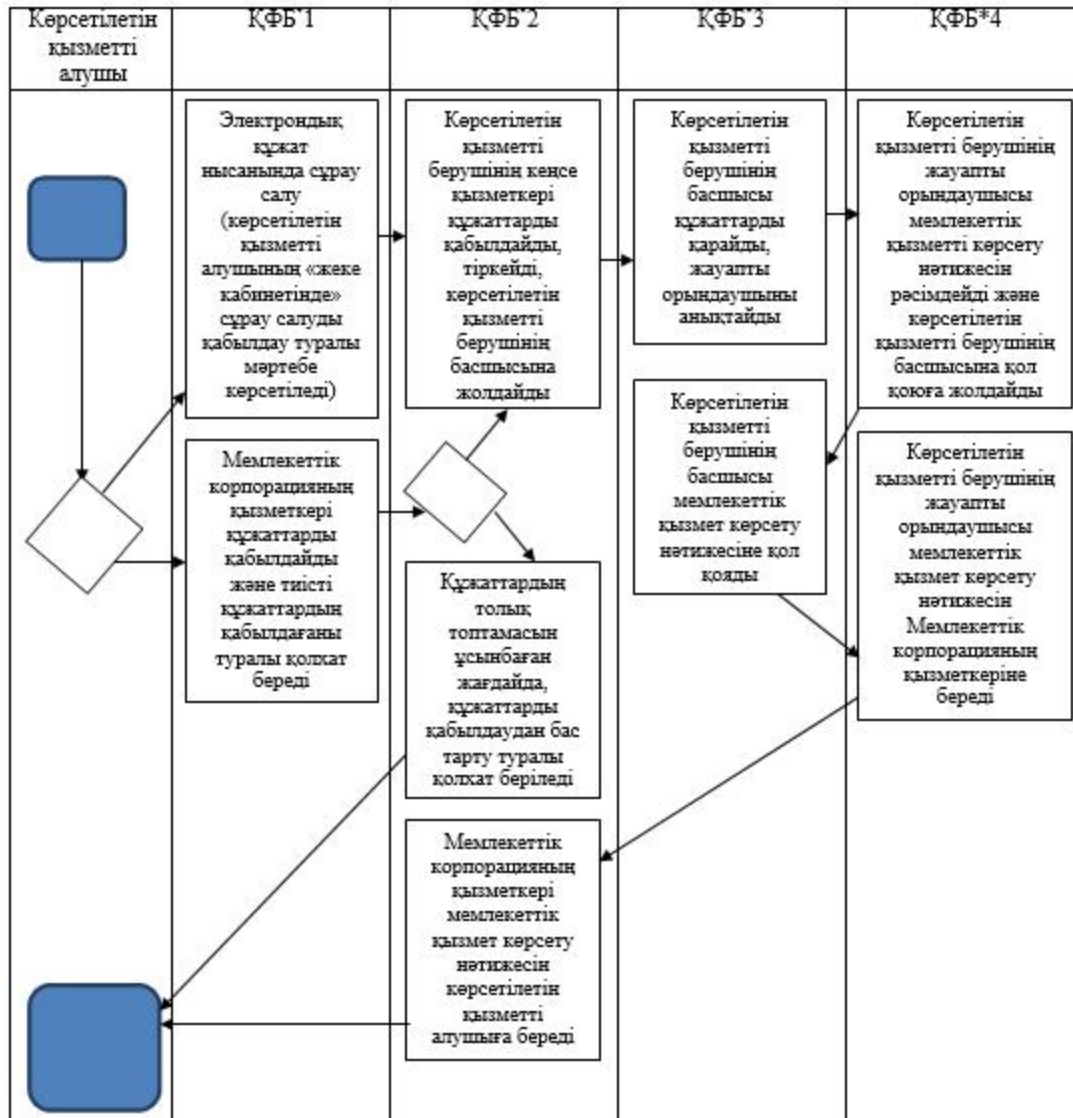 Көрсетілетін
қызметті
алушы
ҚФБ*1
ҚФБ*2
ҚФБ*3
ҚФБ*4
Электрондық
құжат
нысанында сұрау
салу
(көрсетілетін
қызметті
алушының «жеке
кабинетінде»
сұрау салуды
қабылдау туралы
мәртебе
көрсетіледі)
Мемлекеттік
корпорацияның
қызметкері
құжаттарды
қабылдайды
және тиісті
құжаттардың
қабылдағаны
туралы қолхат
береді
Көрсетілетін
қызметті
берушінің кеңсе
қызметкері
құжаттарды
қабылдайды,
тіркейді,
көрсетілетін
қызметті
берушінің
басшысына
жолдайды
Құжаттардың
толық
топтамасын
ұсынбаған
жағдайда,
құжаттарды
қабылдаудан бас
тарту туралы
қолхат беріледі
Мемлекеттік
корпорацияның
қызметкері
мемлекеттік
қызмет көрсету
нәтижесін
көрсетілетін
қызметті
алушыға береді
Көрсетілетін
қызметті
берушінің
басшысы
құжаттарды
қарайды,
жауапты
орындаушыны
анықтайды
Көрсетілетін
қызметті
берушінің
басшысы
мемлекеттік
қызмет көрсету
нәтижесіне қол
қояды
Көрсетілетін
қызметті берушінің
жауапты
орындаушысы
мемлекеттік
қызметті көрсету
нәтижесін
рәсімдейді және
көрсетілетін
қызметті берушінің
басшысына қол
қоюға жолдайды
Көрсетілетін
қызметті берушінің
жауапты
орындаушысы
мемлекеттік
қызмет көрсету
нәтижесін
Мемлекеттік
корпорацияның
қызметкеріне
береді